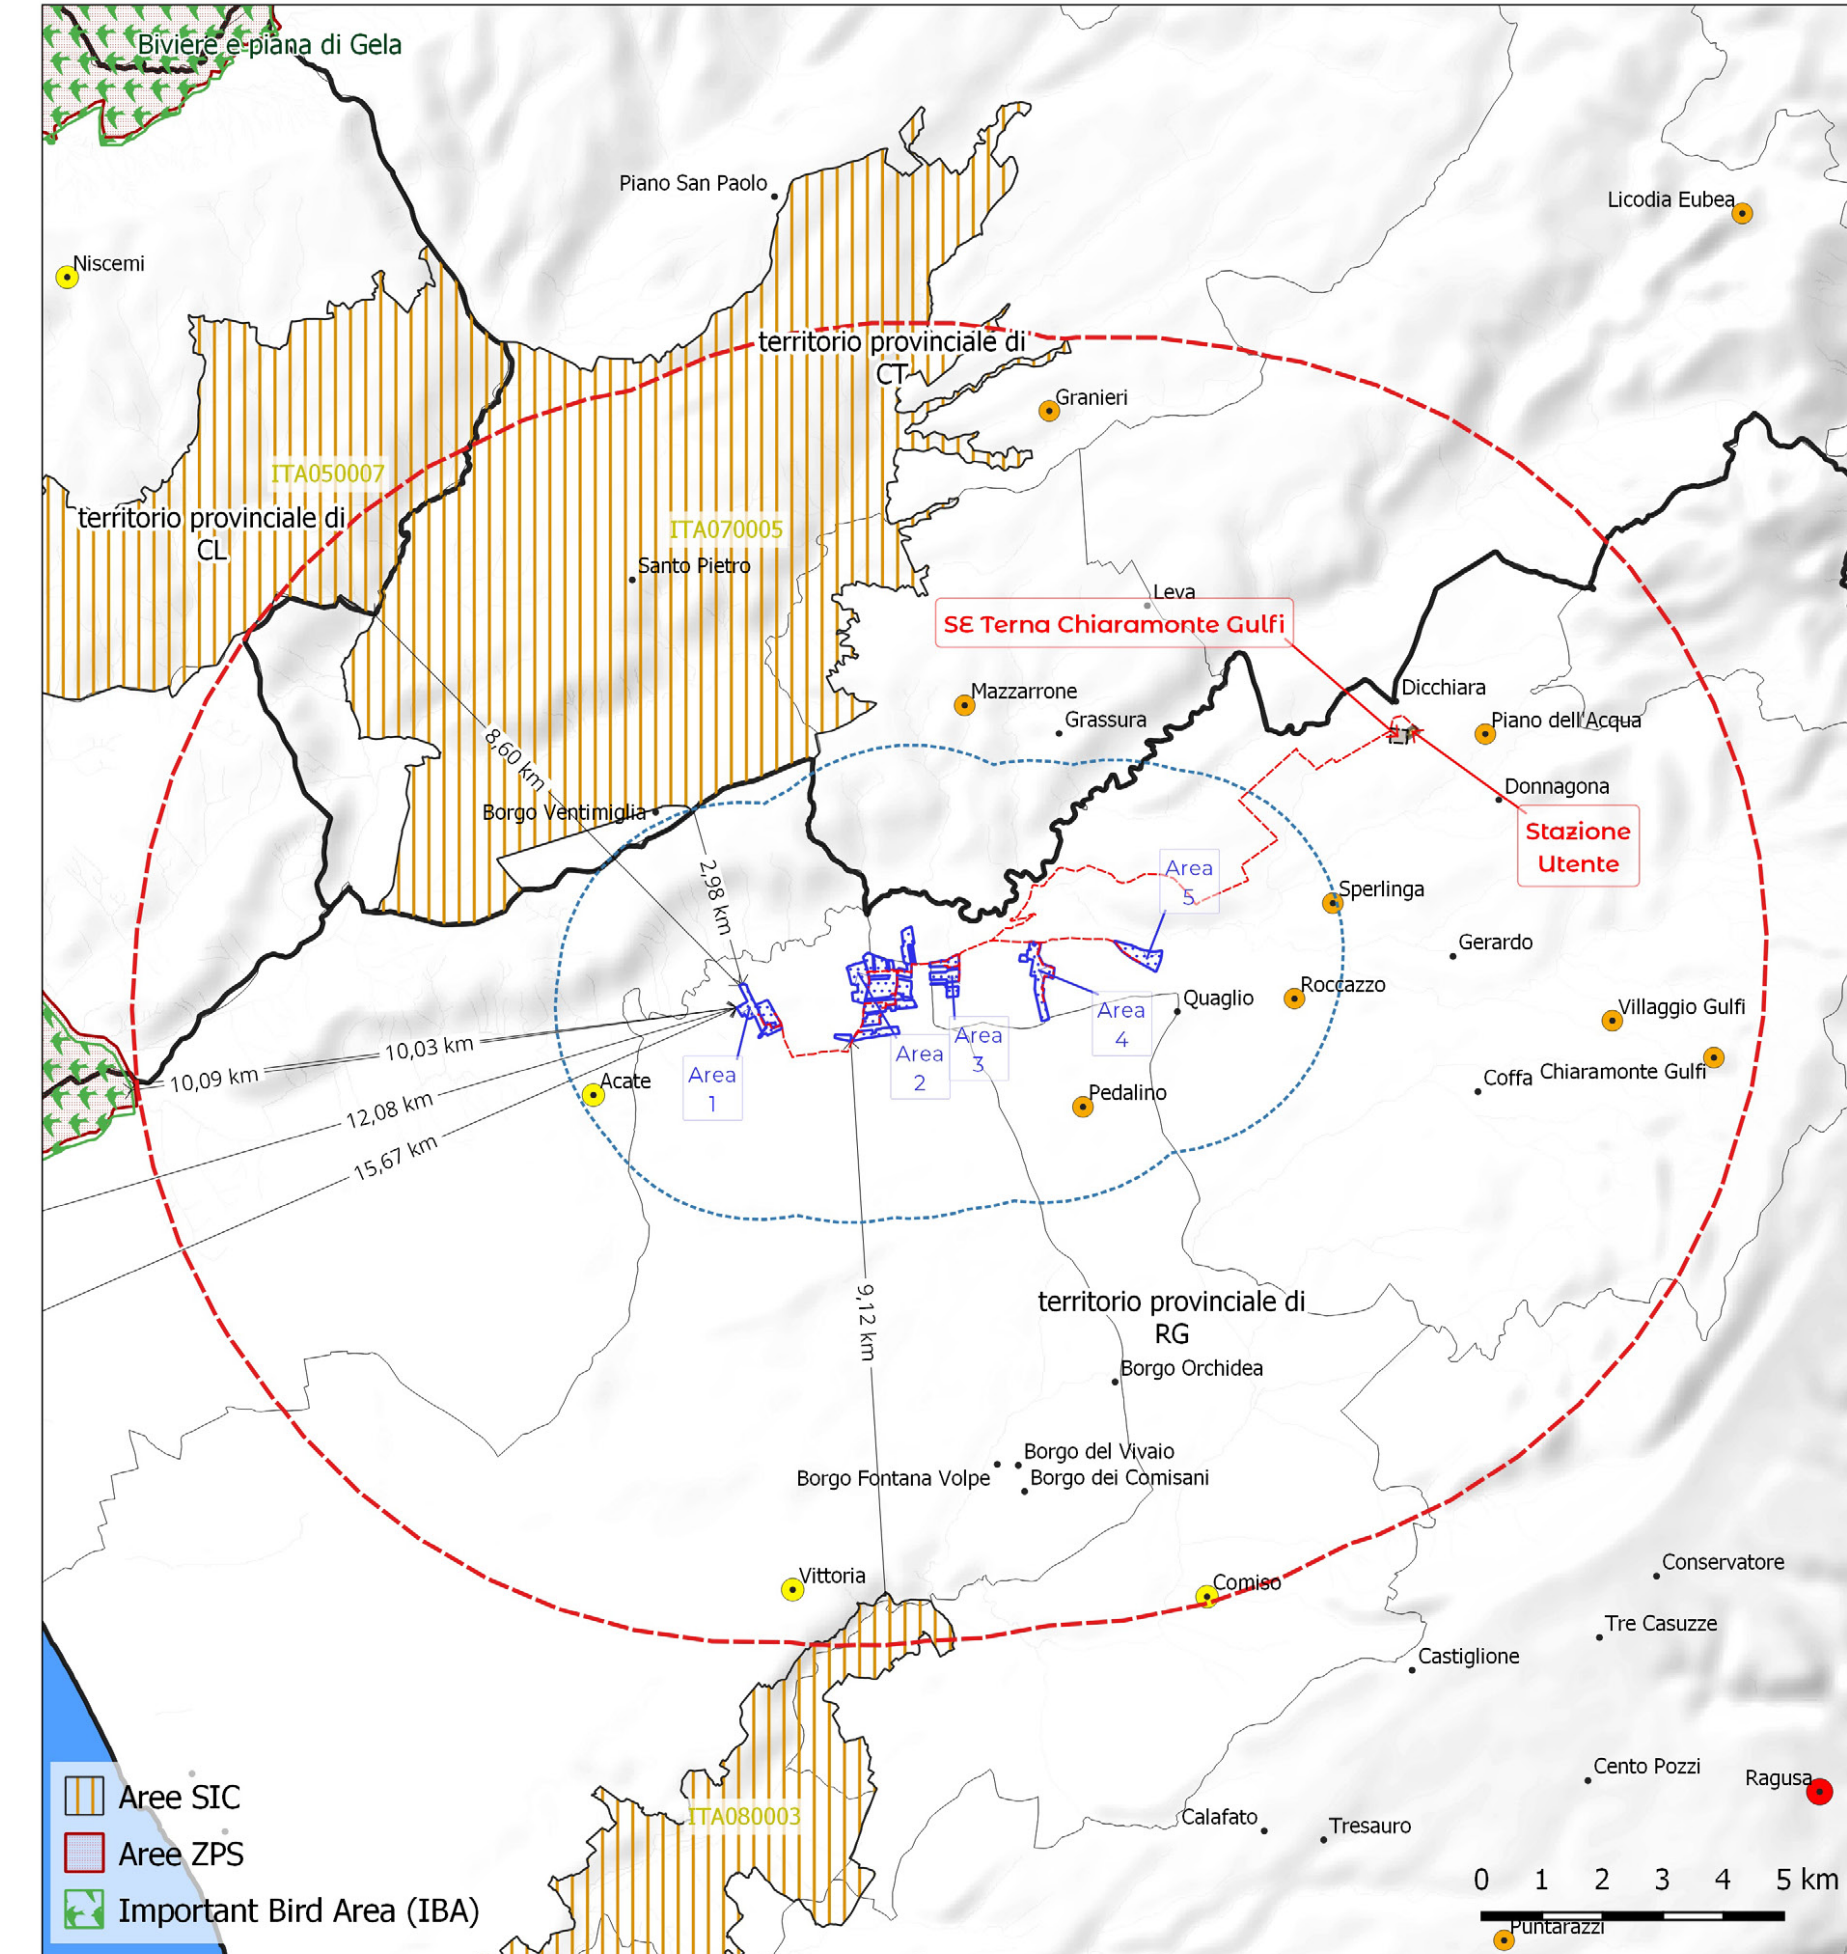 Biviere e piana di Gela
Piano San Paolo
Licodia Eubea
Niscemi
territorio provinciale di
CT
Granieri
ITA050007
territorio provinciale di
CL
ITA070005
Santo Pietro
Leva
SE Terna Chiaramonte Gulfi
Mazzarrone
Grassura
Dicchiara
Piano dell'Acqua
8,60 km
Donnagona
Borgo Ventimiglia
Stazione
Utente
2,98 km
Area
5
Sperlinga
Gerardo
Roccazzo
Quaglio
Villaggio Gulfi
Area
4
10,03 km
Area
3
Area
2
10,09 km
Acate
Area
1
Coffa
Chiaramonte Gulfi
Pedalino
12,08 km
15,67 km
9,12 km
territorio provinciale di
RG
Borgo Orchidea
Borgo del Vivaio
Borgo Fontana Volpe
Borgo dei Comisani
Vittoria
Comiso
Conservatore
Tre Casuzze
Castiglione
Cento Pozzi
Ragusa
ITA080003
Calafato
Tresauro
Aree SIC
Aree ZPS
Important Bird Area (IBA)
0 1 2 3 4 5 km
Puntarazzi